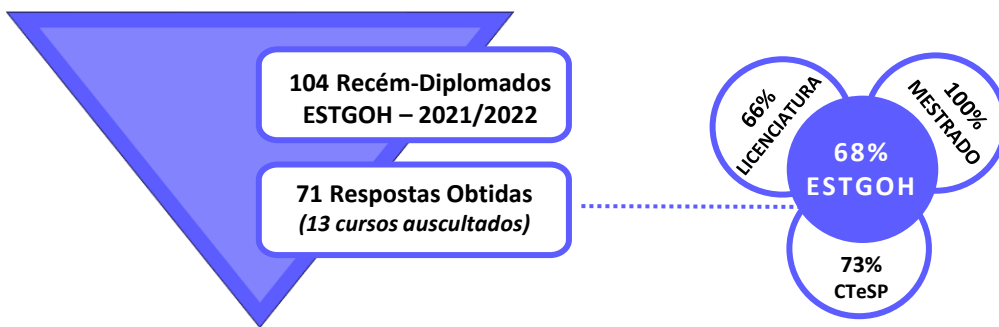 104 Recém-Diplomados
ESTGOH – 2021/2022
71 Respostas Obtidas
(13 cursos auscultados)
66%
LICENCIATURA
100%
MESTRADO
68%
ESTGOH
73%
CTeSP